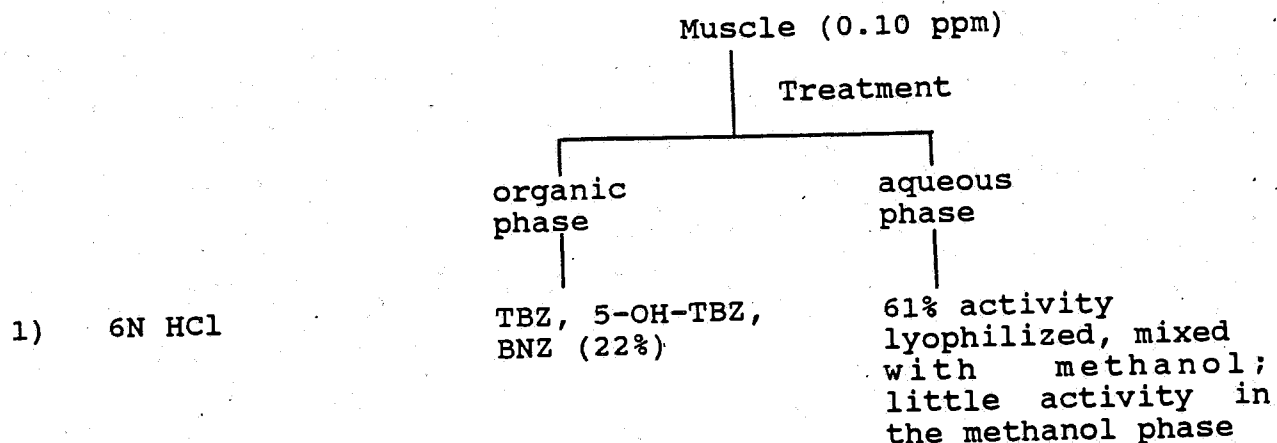 Muscle (0.10 ppm)
Treatment
organic
phase
aqueous
phase
1) 6N HCl
TBZ, 5-OH-TBZ,
BNZ (22%)
61% activity
lyophilized, mixed
with methanol;
little activity in
the methanol phase